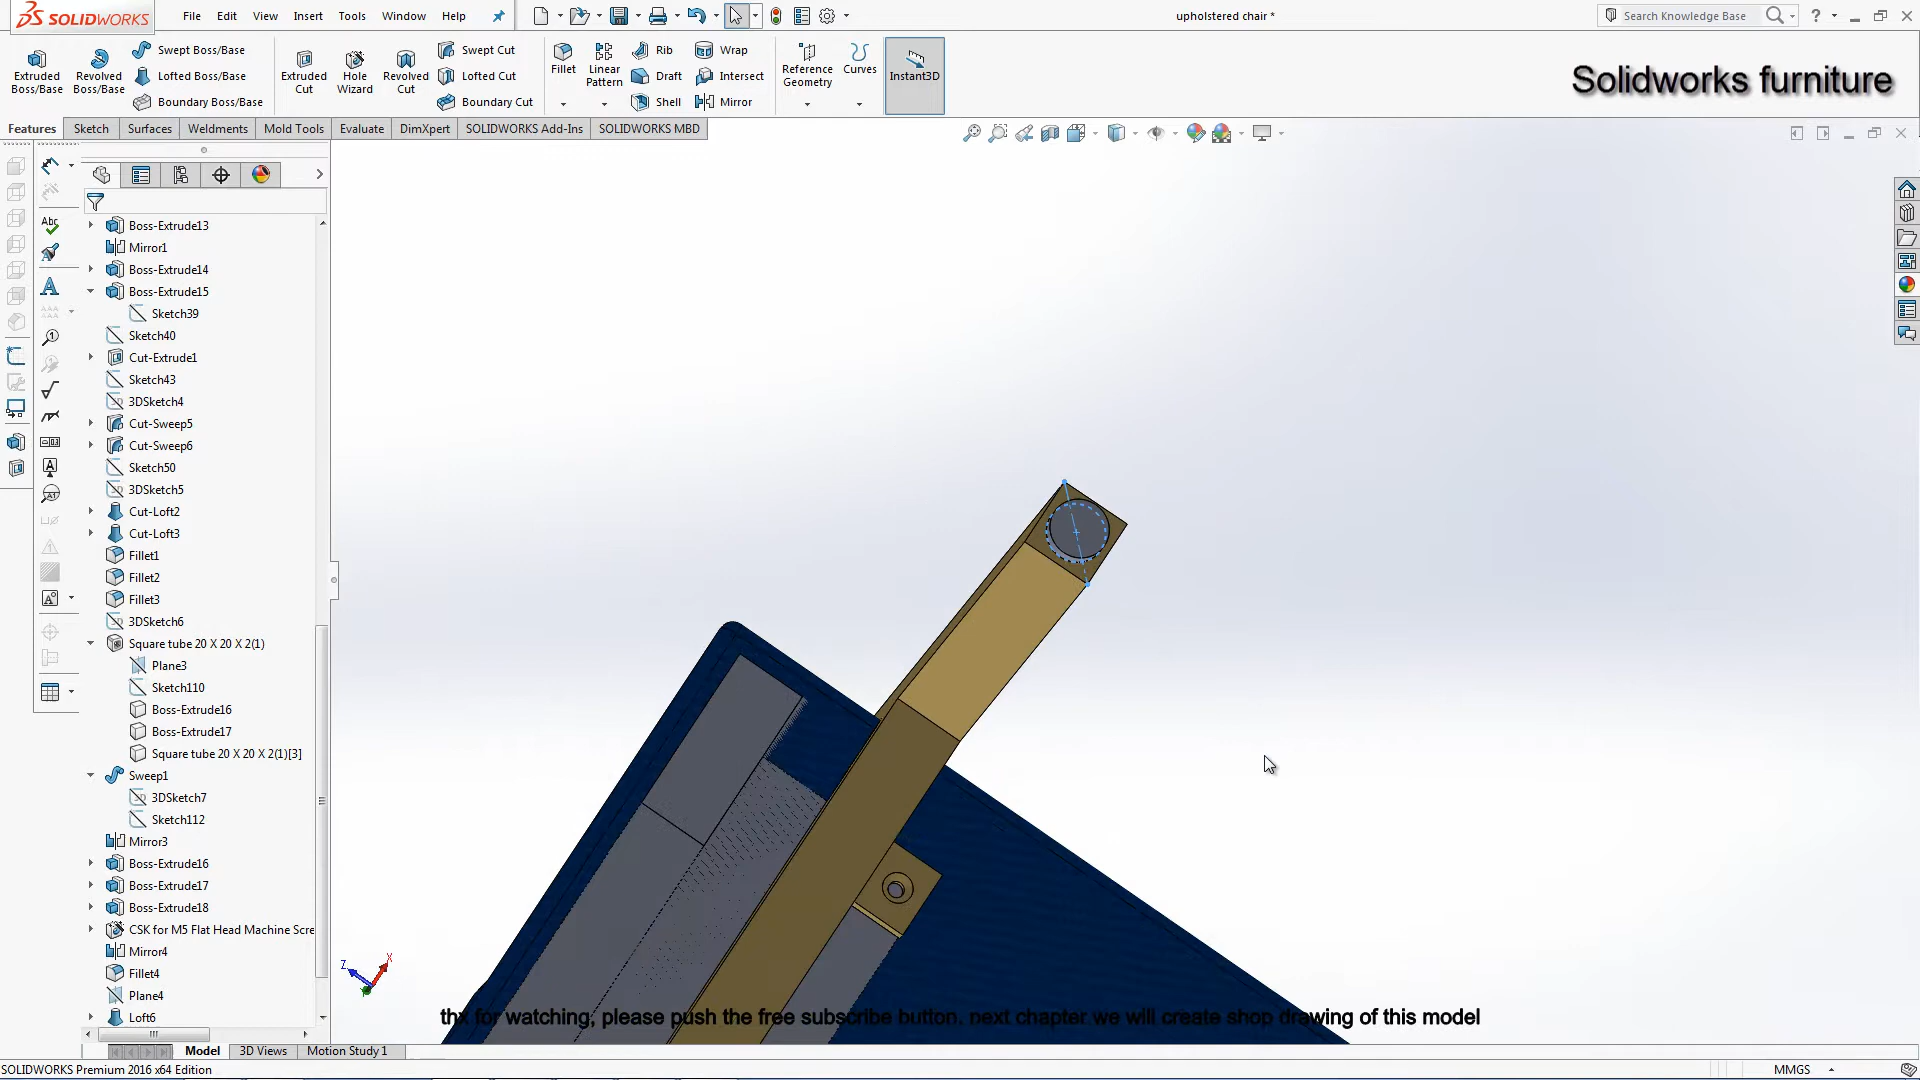 SOLIDWORKS File Edit View Insert Tools Window Help upholstered chair * Search Knowledge Base
Extruded Boss/Base
Revolved Boss/Base
Swept Boss/Base
Lofted Boss/Base
Boundary Boss/Base
Extruded Cut
Hole Wizard
Revolved Cut
Swept Cut
Lofted Cut
Boundary Cut
Fillet
Linear Pattern
Rib
Draft
Shell
Wrap
Intersect
Mirror
Reference Geometry
Curves
Instant3D
Solidworks furniture
Features Sketch Surfaces Weldments Mold Tools Evaluate DimXpert SOLIDWORKS Add-Ins SOLIDWORKS MBD
Boss-Extrude13
Mirror1
Boss-Extrude14
Boss-Extrude15
Sketch39
Sketch40
Cut-Extrude1
Sketch43
3DSketch4
Cut-Sweep5
Cut-Sweep6
Sketch50
3DSketch5
Cut-Loft2
Cut-Loft3
Fillet1
Fillet2
Fillet3
3DSketch6
Square tube 20 X 20 X 2(1)
Plane3
Sketch110
Boss-Extrude16
Boss-Extrude17
Square tube 20 X 20 X 2(1)[3]
Sweep1
3DSketch7
Sketch112
Mirror3
Boss-Extrude16
Boss-Extrude17
Boss-Extrude18
CSK for M5 Flat Head Machine Scre
Mirror4
Fillet4
Plane4
Loft6
Z X
thx for watching, please push the free subscribe button. next chapter we will create shop drawing of this model
Model 3D Views Motion Study 1
SOLIDWORKS Premium 2016 x64 Edition MMGS